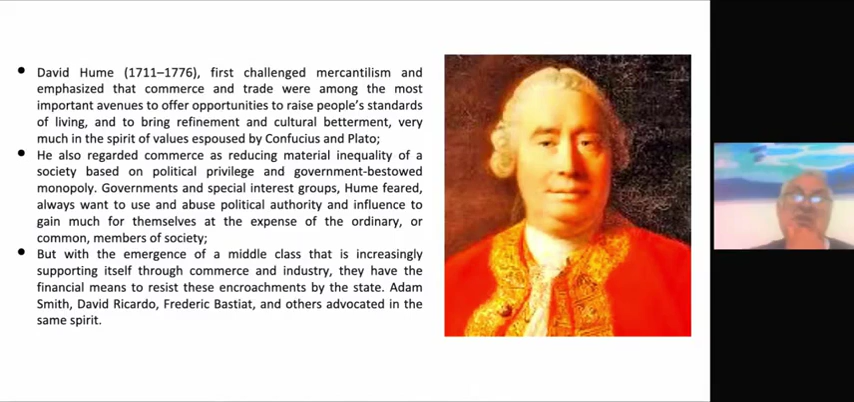 • David Hume (1711–1776), first challenged mercantilism and
emphasized that commerce and trade were among the most
important avenues to offer opportunities to raise people's standards
of living, and to bring refinement and cultural betterment, very
much in the spirit of values espoused by Confucius and Plato;
• He also regarded commerce as reducing material inequality of a
society based on political privilege and government-bestowed
monopoly. Governments and special interest groups, Hume feared,
always want to use and abuse political authority and influence to
gain much for themselves at the expense of the ordinary, or
common, members of society;
• But with the emergence of a middle class that is increasingly
supporting itself through commerce and industry, they have the
financial means to resist these encroachments by the state. Adam
Smith, David Ricardo, Frederic Bastiat, and others advocated in the
same spirit.